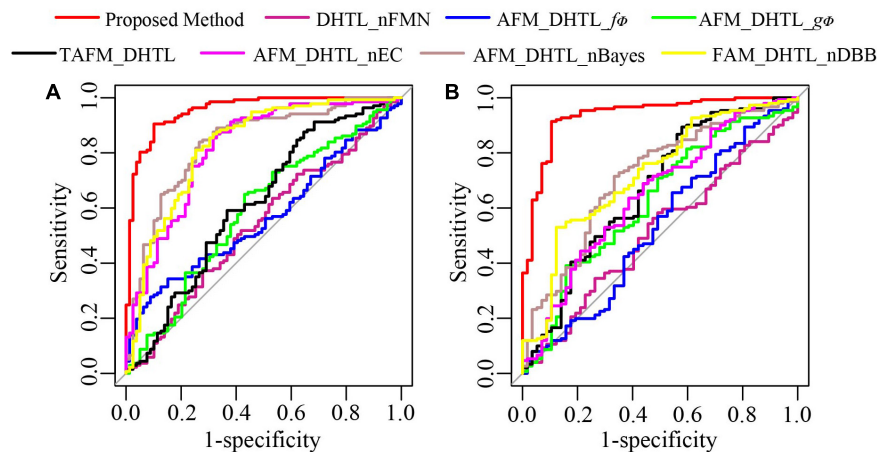 Proposed Method DHTL_nFMN AFM_DHTL_fΦ AFM_DHTL_gΦ
TAFM_DHTL AFM_DHTL_nEC AFM_DHTL_nBayes FAM_DHTL_nDBB
A
Sensitivity
1.0
0.8
0.6
0.4
0.2
0.0
0.0 0.2 0.4 0.6 0.8 1.0
1-specificity
B
Sensitivity
1.0
0.8
0.6
0.4
0.2
0.0
0.0 0.2 0.4 0.6 0.8 1.0
1-specificity